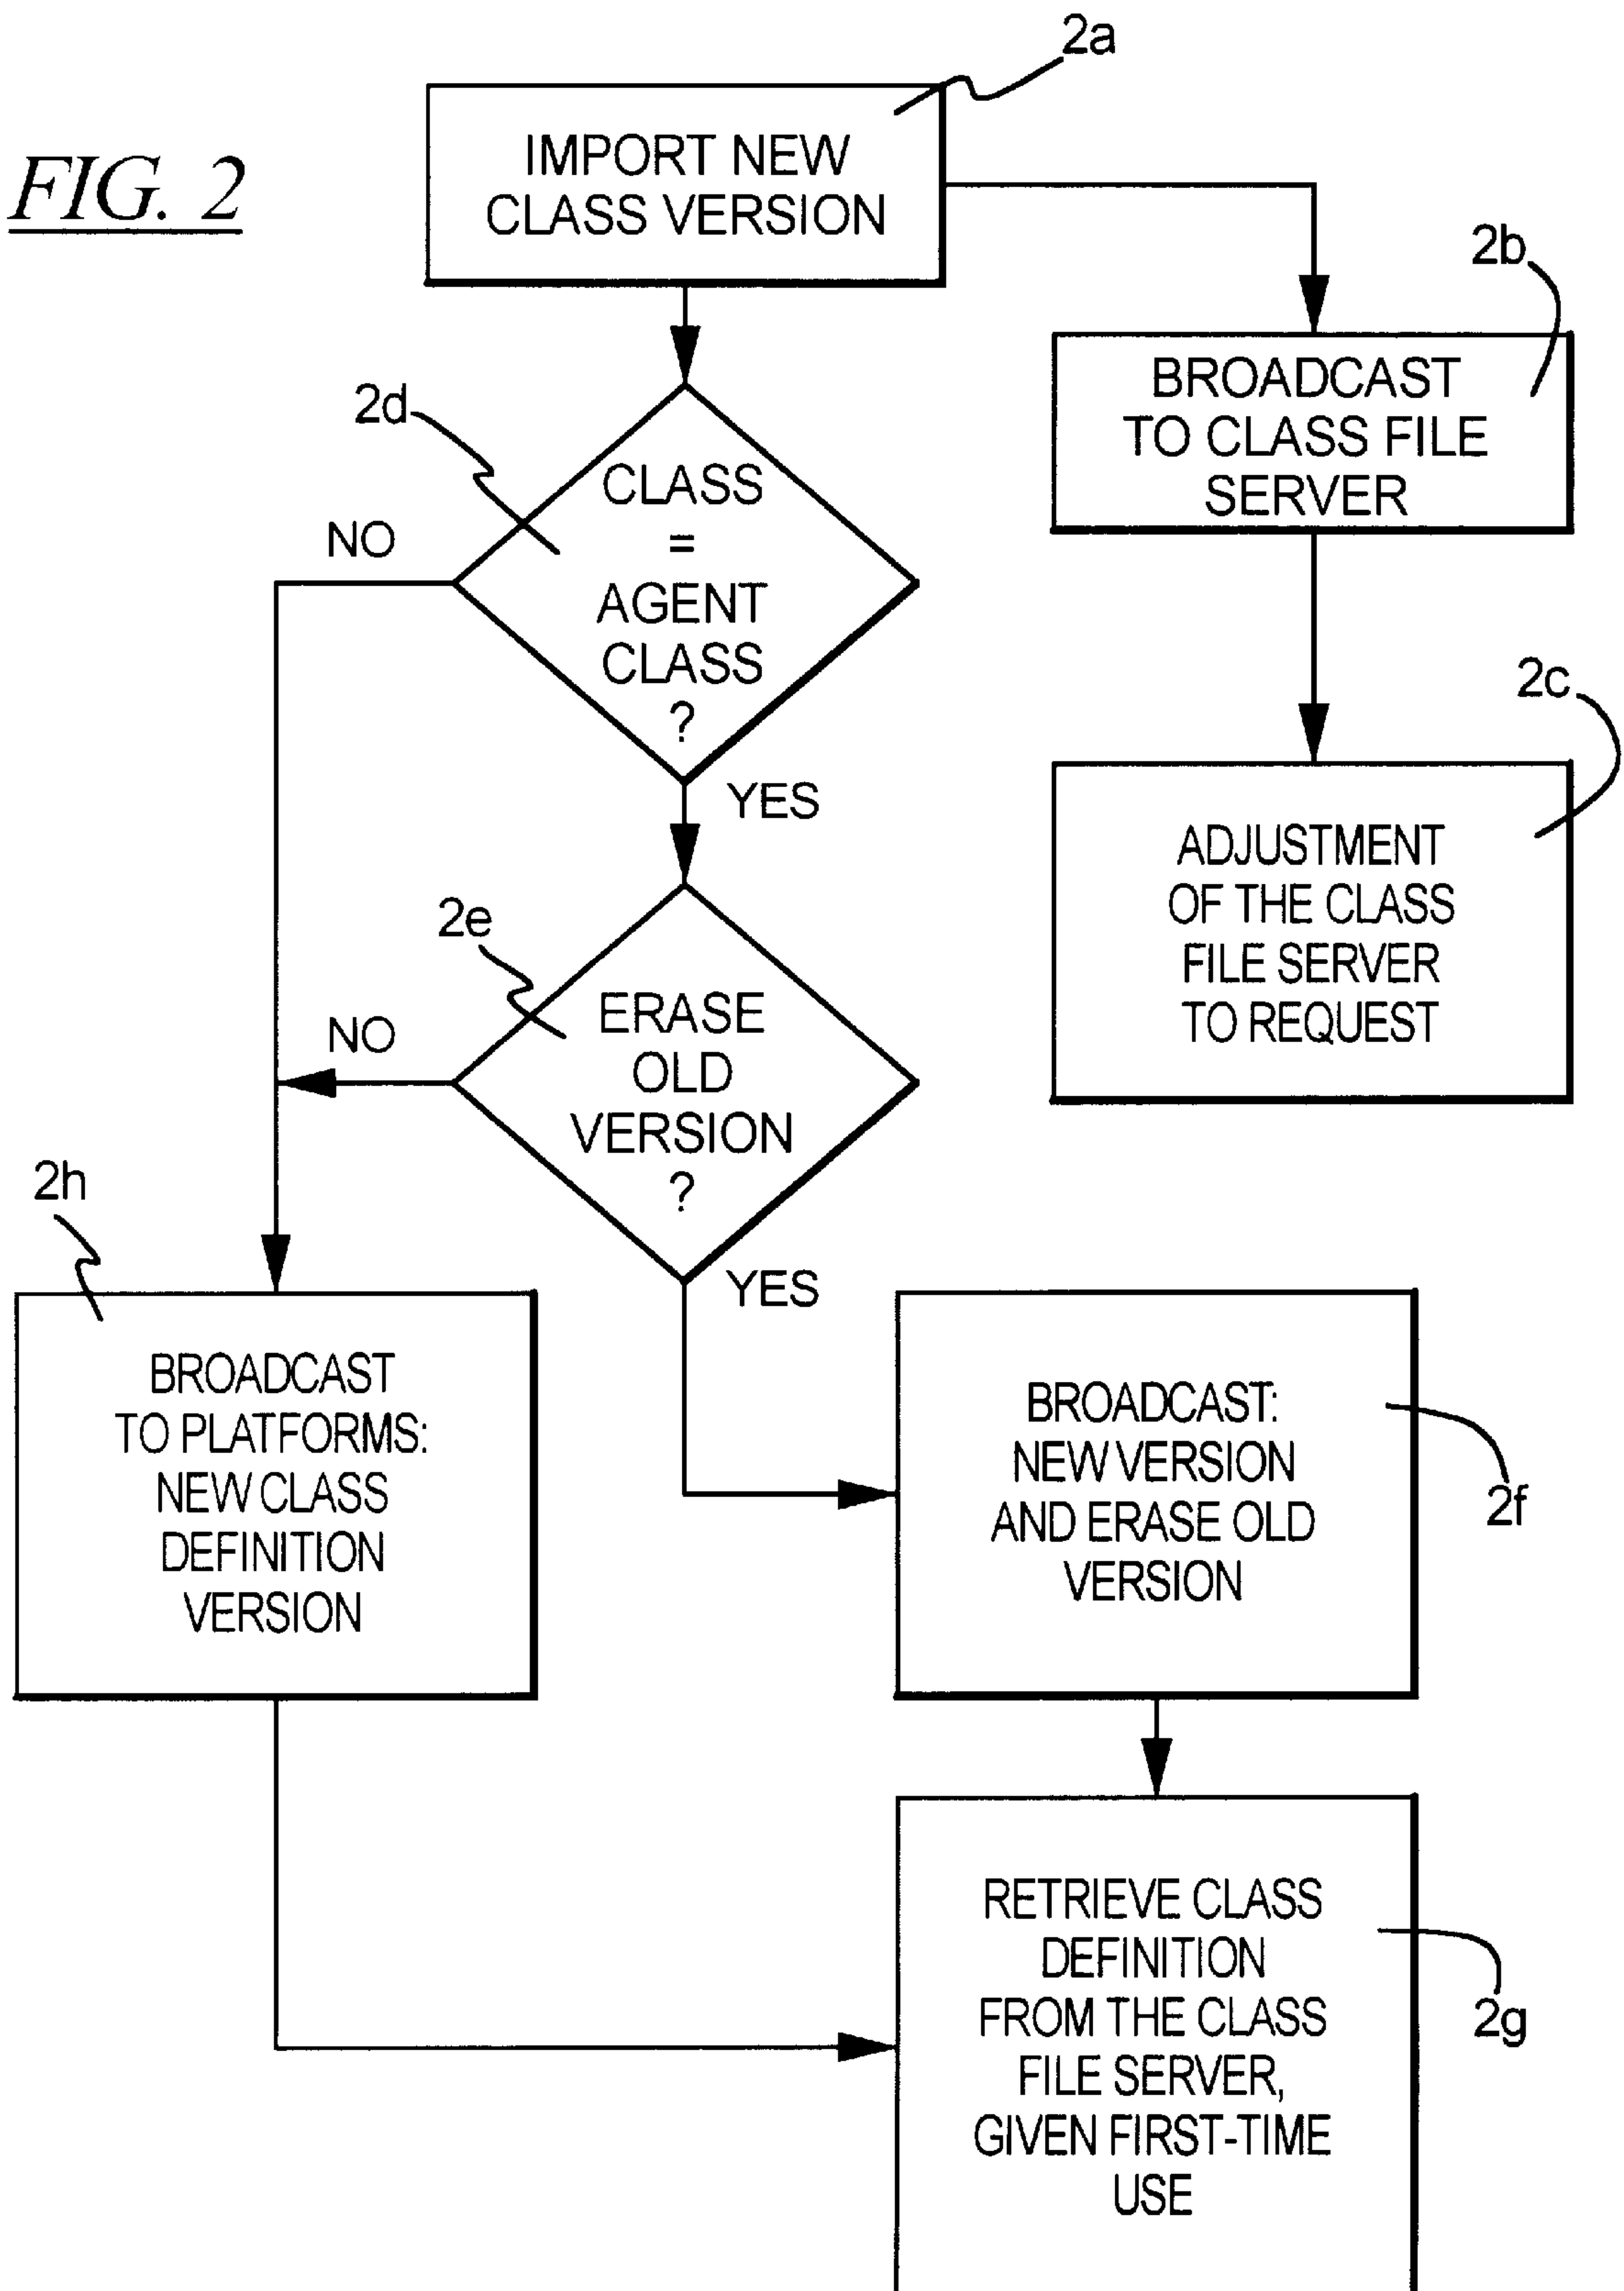 FIG. 2
2a
IMPORT NEW
CLASS VERSION
2b
BROADCAST
TO CLASS FILE
SERVER
2d
CLASS
=
AGENT
CLASS
?
NO
YES
2c
ADJUSTMENT
OF THE CLASS
FILE SERVER
TO REQUEST
2e
ERASE
OLD
VERSION
?
NO
YES
2h
BROADCAST
TO PLATFORMS:
NEW CLASS
DEFINITION
VERSION
BROADCAST:
NEW VERSION
AND ERASE OLD
VERSION
2f
RETRIEVE CLASS
DEFINITION
FROM THE CLASS
FILE SERVER,
GIVEN FIRST-TIME
USE
2g